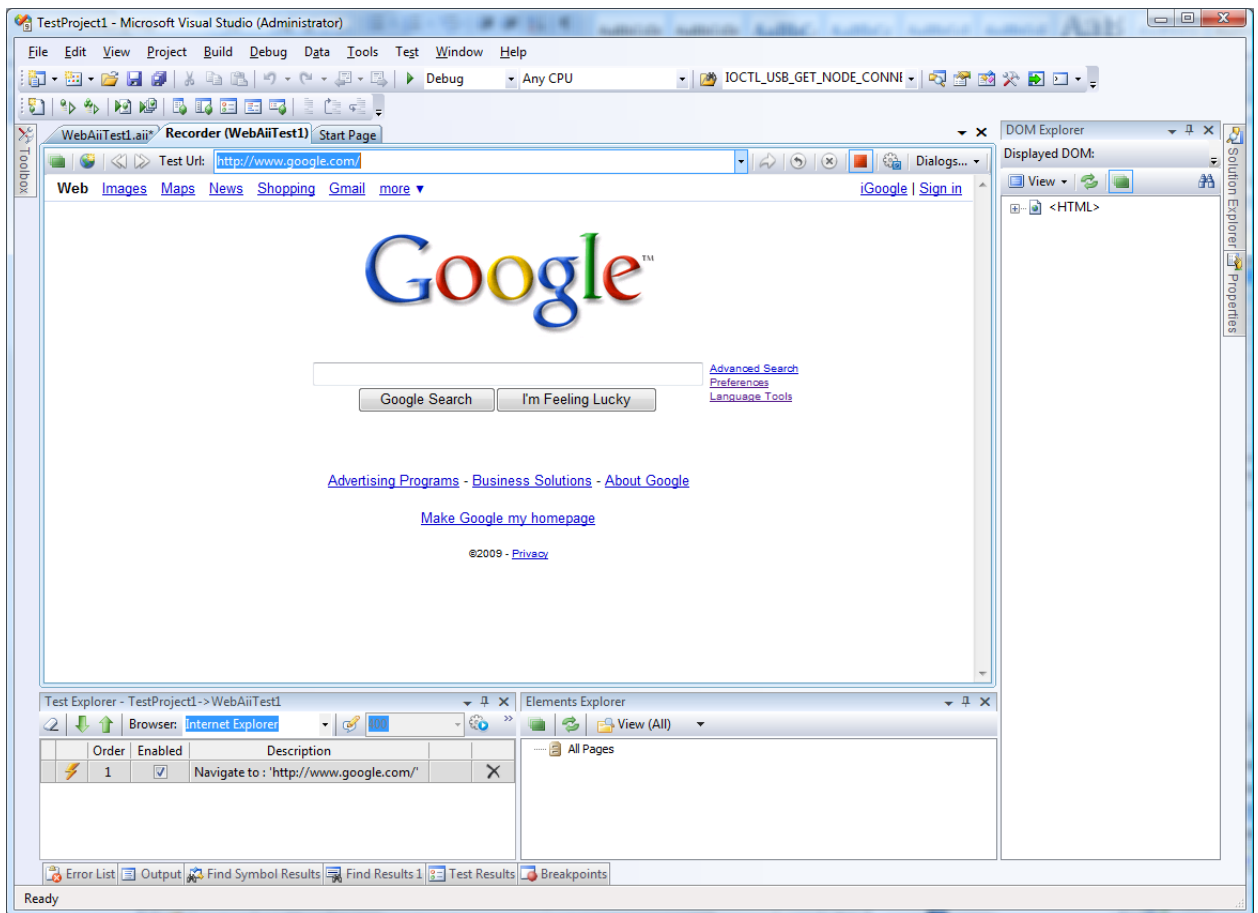 TestProject1 - Microsoft Visual Studio (Administrator)
File Edit View Project Build Debug Data Tools Test Window Help
Debug Any CPU IOCTL_USB_GET_NODE_CONNE
WebAiiTest1.aii* Recorder (WebAiiTest1) Start Page
DOM Explorer
Toolbox
Test Url: http://www.google.com/ Dialogs...
Displayed DOM:
Solution Explorer
Properties
Web Images Maps News Shopping Gmail more ▼ iGoogle | Sign in
View
<HTML>
Google™
Advanced Search
Preferences
Language Tools
Google Search I'm Feeling Lucky
Advertising Programs - Business Solutions - About Google
Make Google my homepage
©2009 - Privacy
Test Explorer - TestProject1->WebAiiTest1
Browser: Internet Explorer
Order Enabled Description
1 Navigate to : 'http://www.google.com/'
Elements Explorer
View (All)
All Pages
Error List Output Find Symbol Results Find Results 1 Test Results Breakpoints
Ready